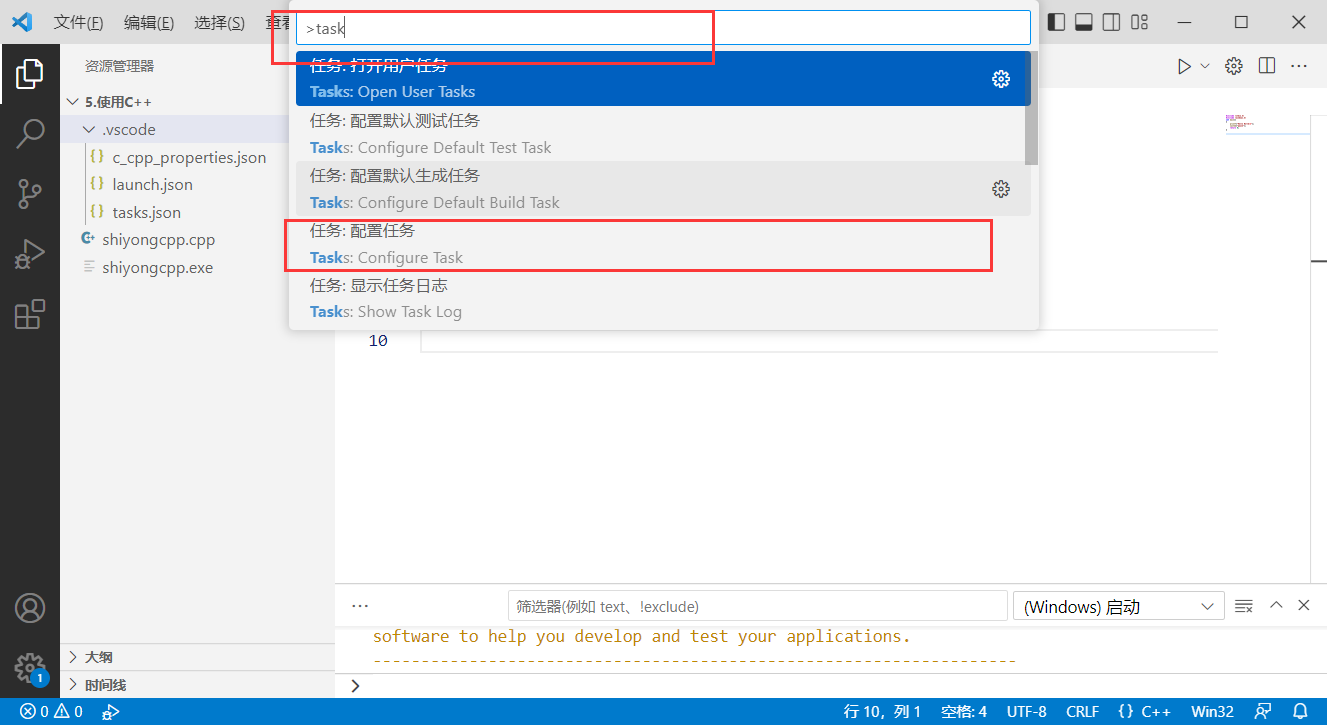 文件(F) 编辑(E) 选择(S) 查看
>task
任务: 打开用户任务
Tasks: Open User Tasks
任务: 配置默认测试任务
Tasks: Configure Default Test Task
任务: 配置默认生成任务
Tasks: Configure Default Build Task
任务: 配置任务
Tasks: Configure Task
任务: 显示任务日志
Tasks: Show Task Log
资源管理器
5.使用C++
.vscode
{} c_cpp_properties.json
{} launch.json
{} tasks.json
shiyongcpp.cpp
shiyongcpp.exe
10
筛选器(例如 text、!exclude)
(Windows) 启动
software to help you develop and test your applications.
-------------------------------------------------------------------
大纲
时间线
1
0 0 行 10，列 1 空格: 4 UTF-8 CRLF {} C++ Win32